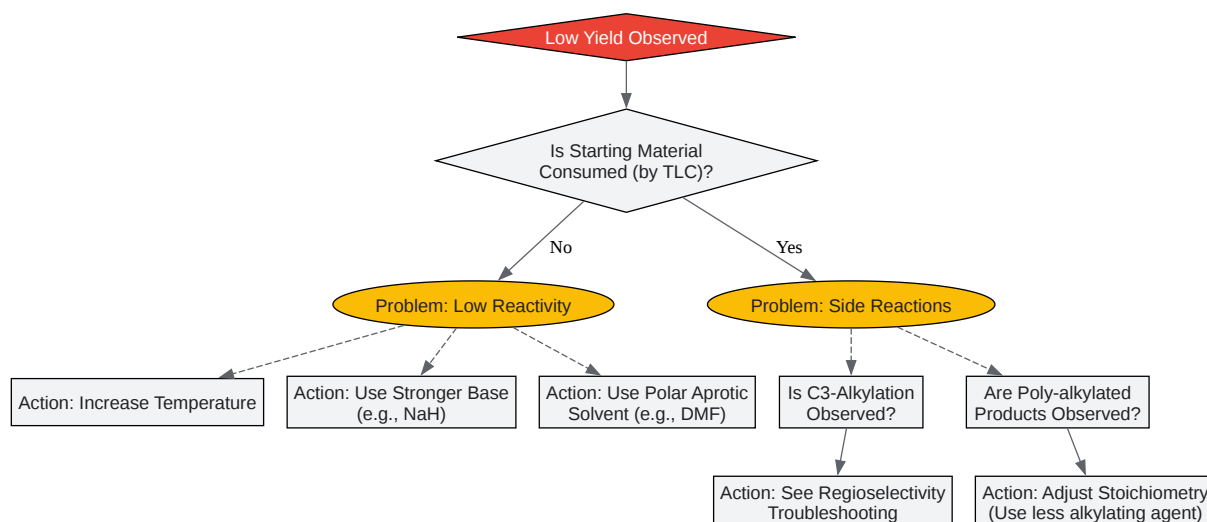 Low Yield Observed
Is Starting Material
Consumed (by TLC)?
No
Yes
Problem: Low Reactivity
Problem: Side Reactions
Action: Increase Temperature
Action: Use Stronger Base
(e.g., NaH)
Action: Use Polar Aprotic
Solvent (e.g., DMF)
Is C3-Alkylation
Observed?
Are Poly-alkylated
Products Observed?
Action: See Regioselectivity
Troubleshooting
Action: Adjust Stoichiometry
(Use less alkylating agent)